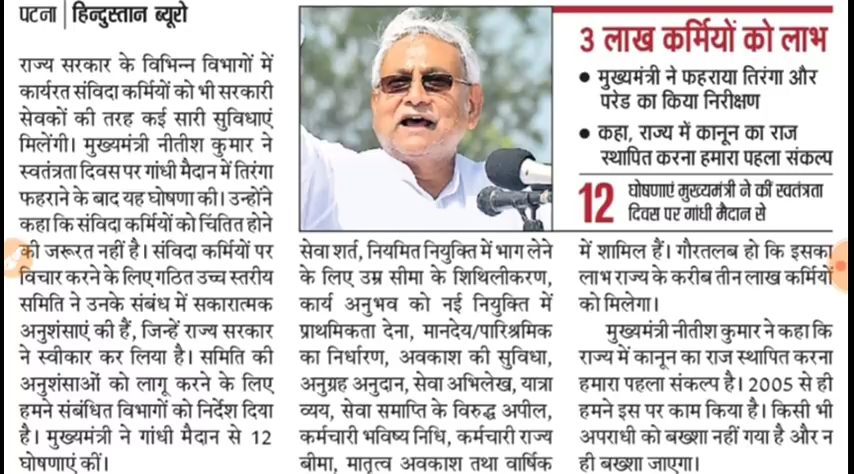 पटना | हिन्दुस्तान ब्यूरो
राज्य सरकार के विभिन्न विभागों में
कार्यरत संविदा कर्मियों को भी सरकारी
सेवकों की तरह कई सारी सुविधाएं
मिलेंगी। मुख्यमंत्री नीतीश कुमार ने
स्वतंत्रता दिवस पर गांधी मैदान में तिरंगा
फहराने के बाद यह घोषणा की। उन्होंने
कहा कि संविदा कर्मियों को चिंतित होने
की जरूरत नहीं है। संविदा कर्मियों पर
विचार करने के लिए गठित उच्च स्तरीय
समिति ने उनके संबंध में सकारात्मक
अनुशंसाएं की हैं, जिन्हें राज्य सरकार
ने स्वीकार कर लिया है। समिति की
अनुशंसाओं को लागू करने के लिए
हमने संबंधित विभागों को निर्देश दिया
है। मुख्यमंत्री ने गांधी मैदान से 12
घोषणाएं कीं।
3 लाख कर्मियों को लाभ
● मुख्यमंत्री ने फहराया तिरंगा और
परेड का किया निरीक्षण
● कहा, राज्य में कानून का राज
स्थापित करना हमारा पहला संकल्प
12 घोषणाएं मुख्यमंत्री ने कीं स्वतंत्रता
दिवस पर गांधी मैदान से
सेवा शर्त, नियमित नियुक्ति में भाग लेने
के लिए उम्र सीमा के शिथिलीकरण,
कार्य अनुभव को नई नियुक्ति में
प्राथमिकता देना, मानदेय/पारिश्रमिक
का निर्धारण, अवकाश की सुविधा,
अनुग्रह अनुदान, सेवा अभिलेख, यात्रा
व्यय, सेवा समाप्ति के विरुद्ध अपील,
कर्मचारी भविष्य निधि, कर्मचारी राज्य
बीमा, मातृत्व अवकाश तथा वार्षिक
में शामिल हैं। गौरतलब हो कि इसका
लाभ राज्य के करीब तीन लाख कर्मियों
को मिलेगा।
मुख्यमंत्री नीतीश कुमार ने कहा कि
राज्य में कानून का राज स्थापित करना
हमारा पहला संकल्प है। 2005 से ही
हमने इस पर काम किया है। किसी भी
अपराधी को बख्शा नहीं गया है और न
ही बख्शा जाएगा।